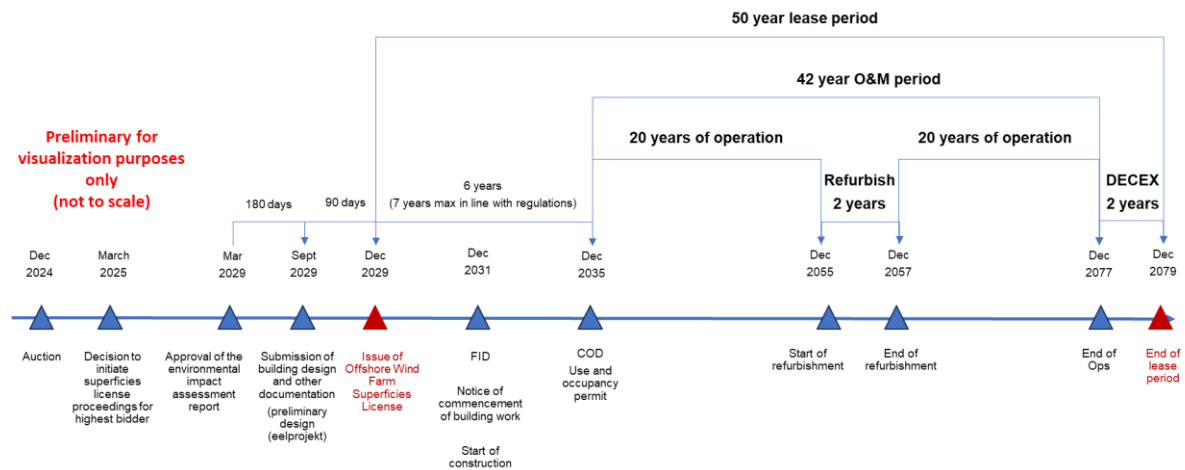 50 year lease period
42 year O&M period
Preliminary for
visualization purposes
only
(not to scale)
20 years of operation
20 years of operation
6 years
(7 years max in line with regulations)
Refurbish
2 years
DECEX
2 years
180 days
90 days
Dec
2024
March
2025
Mar
2029
Sept
2029
Dec
2029
Dec
2031
Dec
2035
Dec
2055
Dec
2057
Dec
2077
Dec
2079
Auction
Decision to
initiate
superficies
license
proceedings for
highest bidder
Approval of the
environmental
impact
assessment
report
Submission of
building design
and other
documentation
(preliminary
design
(eelprojekt)
Issue of
Offshore Wind
Farm
Superficies
License
FID
Notice of
commencement
of building work
Start of
construction
COD
Use and
occupancy
permit
Start of
refurbishment
End of
refurbishment
End of
Ops
End of
lease
period